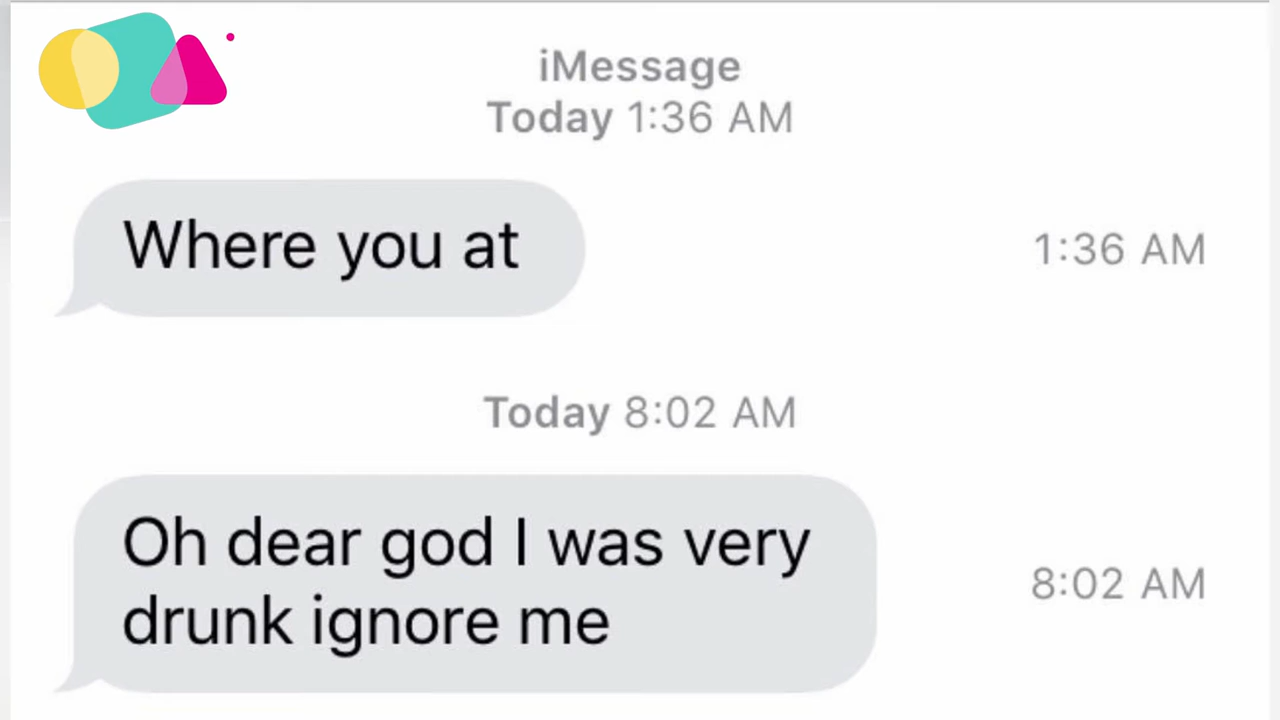 iMessage
Today 1:36 AM
Where you at
1:36 AM
Today 8:02 AM
Oh dear god I was very
drunk ignore me
8:02 AM